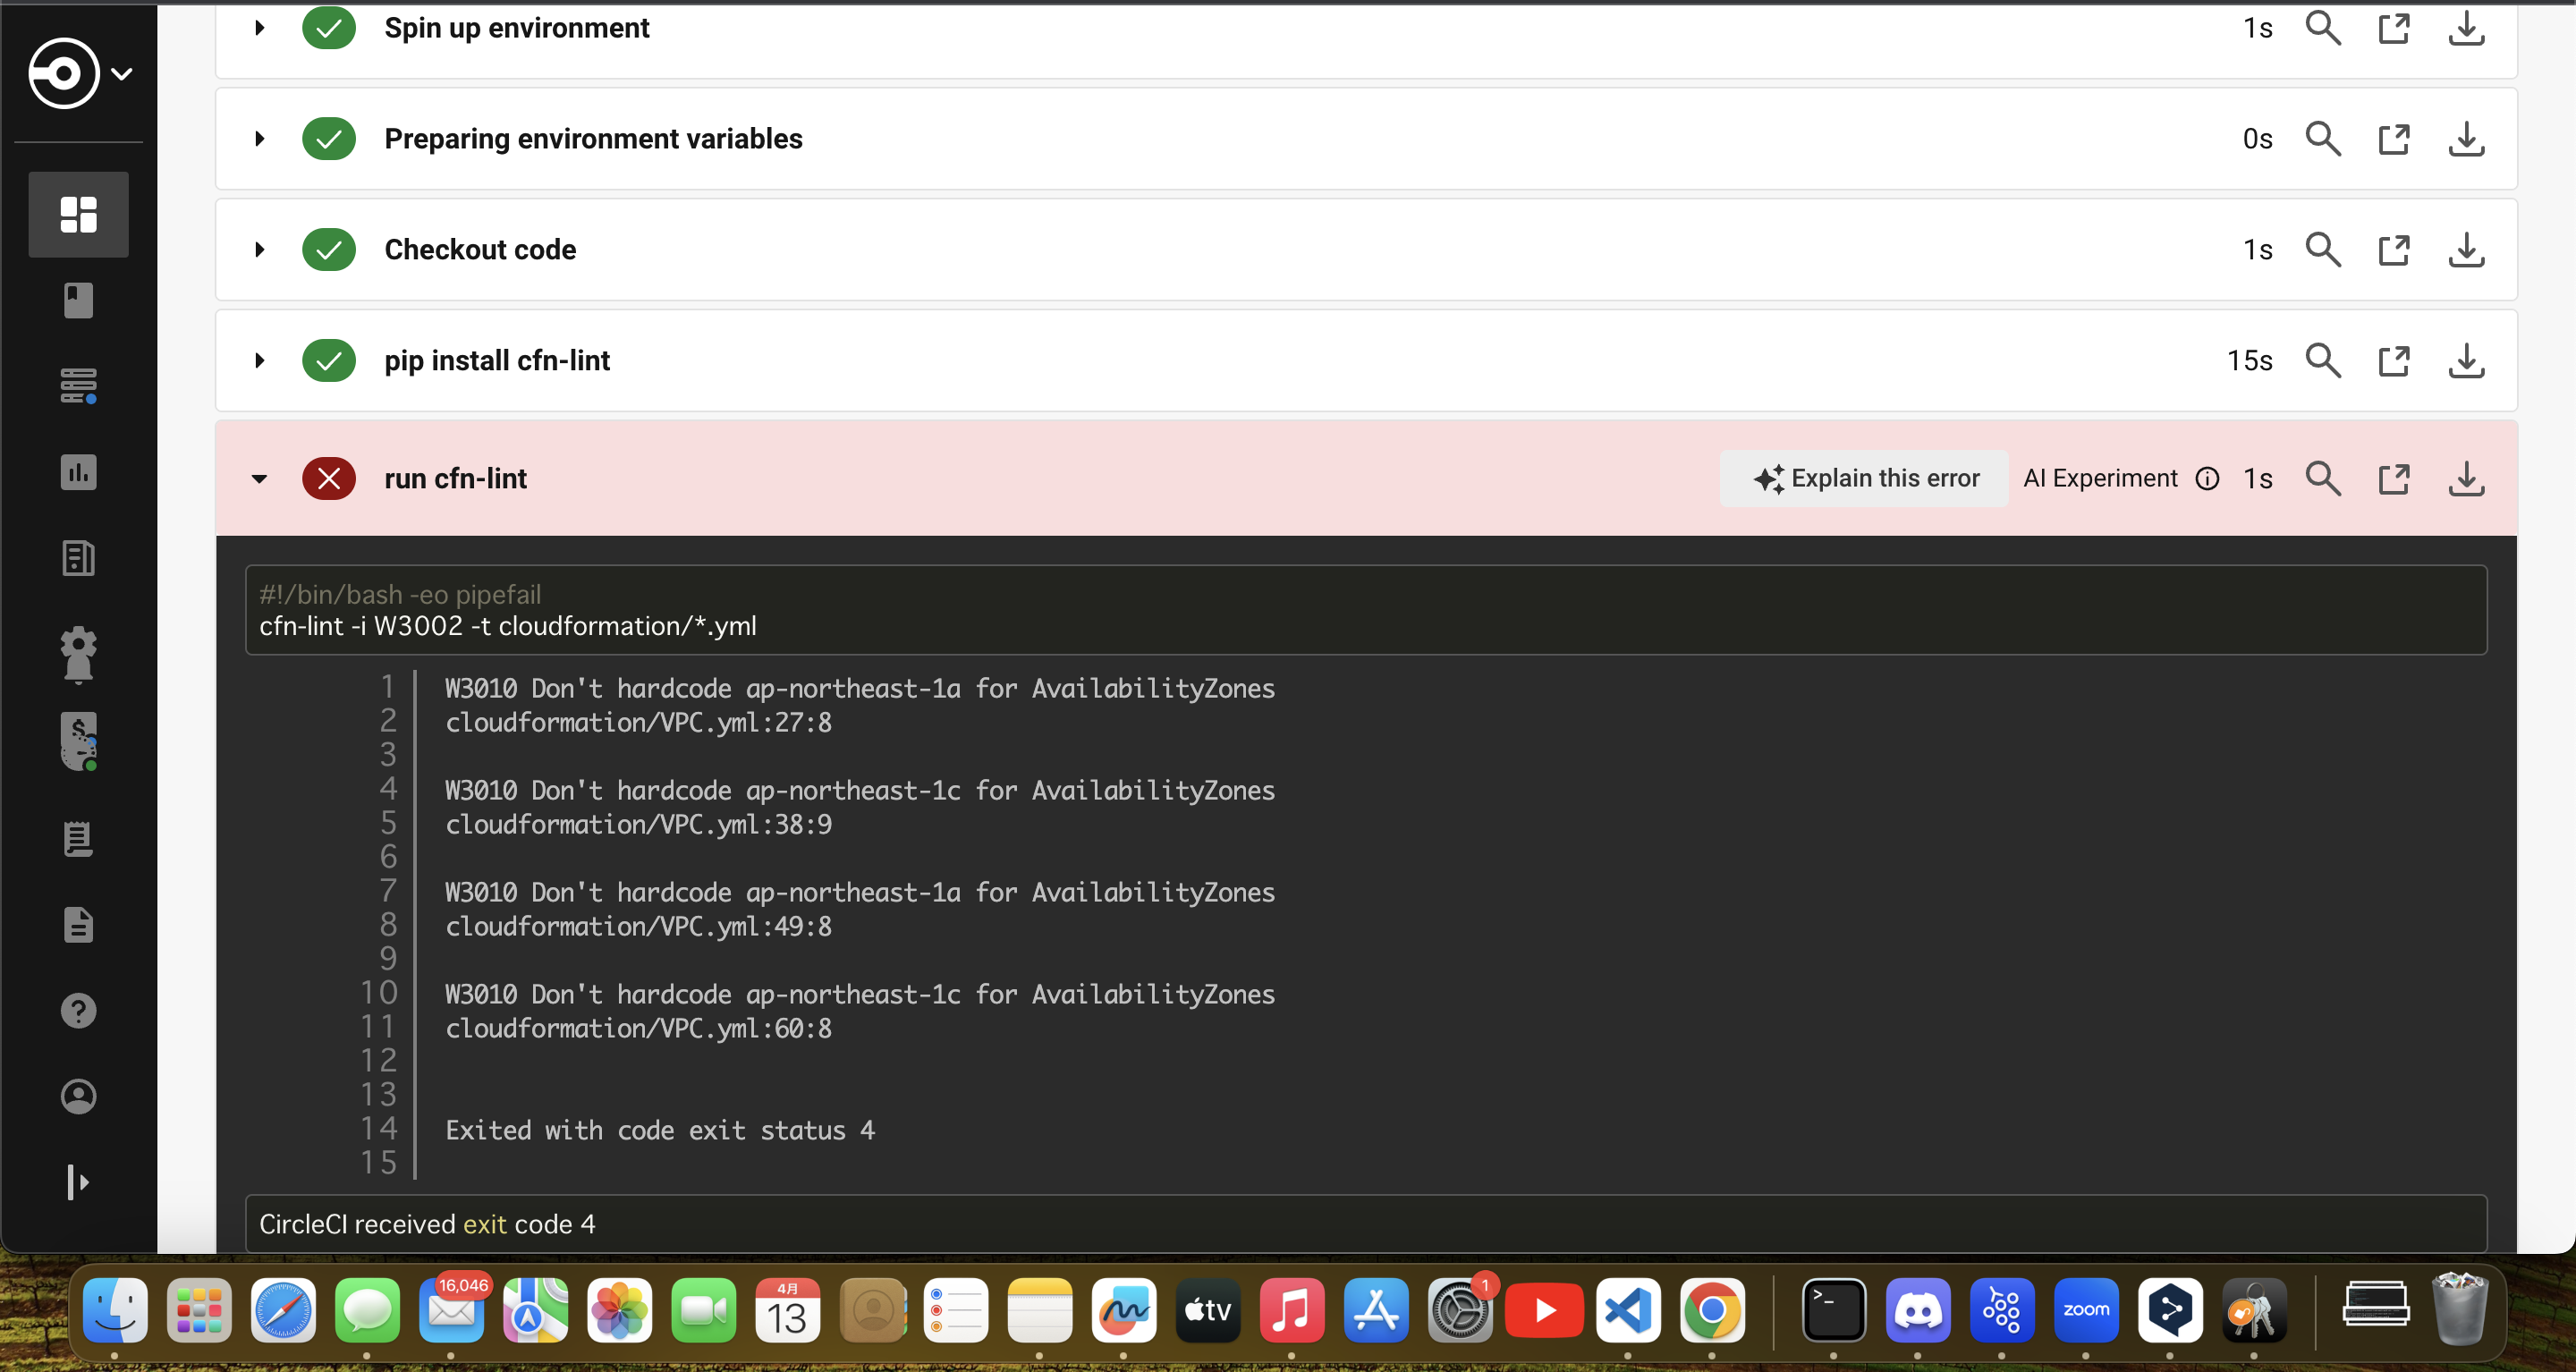 Spin up environment 1s
Preparing environment variables 0s
Checkout code 1s
pip install cfn-lint 15s
run cfn-lint Explain this error AI Experiment 1s
#!/bin/bash -eo pipefail
cfn-lint -i W3002 -t cloudformation/*.yml
1 W3010 Don't hardcode ap-northeast-1a for AvailabilityZones
2 cloudformation/VPC.yml:27:8
3
4 W3010 Don't hardcode ap-northeast-1c for AvailabilityZones
5 cloudformation/VPC.yml:38:9
6
7 W3010 Don't hardcode ap-northeast-1a for AvailabilityZones
8 cloudformation/VPC.yml:49:8
9
10 W3010 Don't hardcode ap-northeast-1c for AvailabilityZones
11 cloudformation/VPC.yml:60:8
12
13
14 Exited with code exit status 4
15
CircleCI received exit code 4
16,046
4月
13
tv
1
zoom